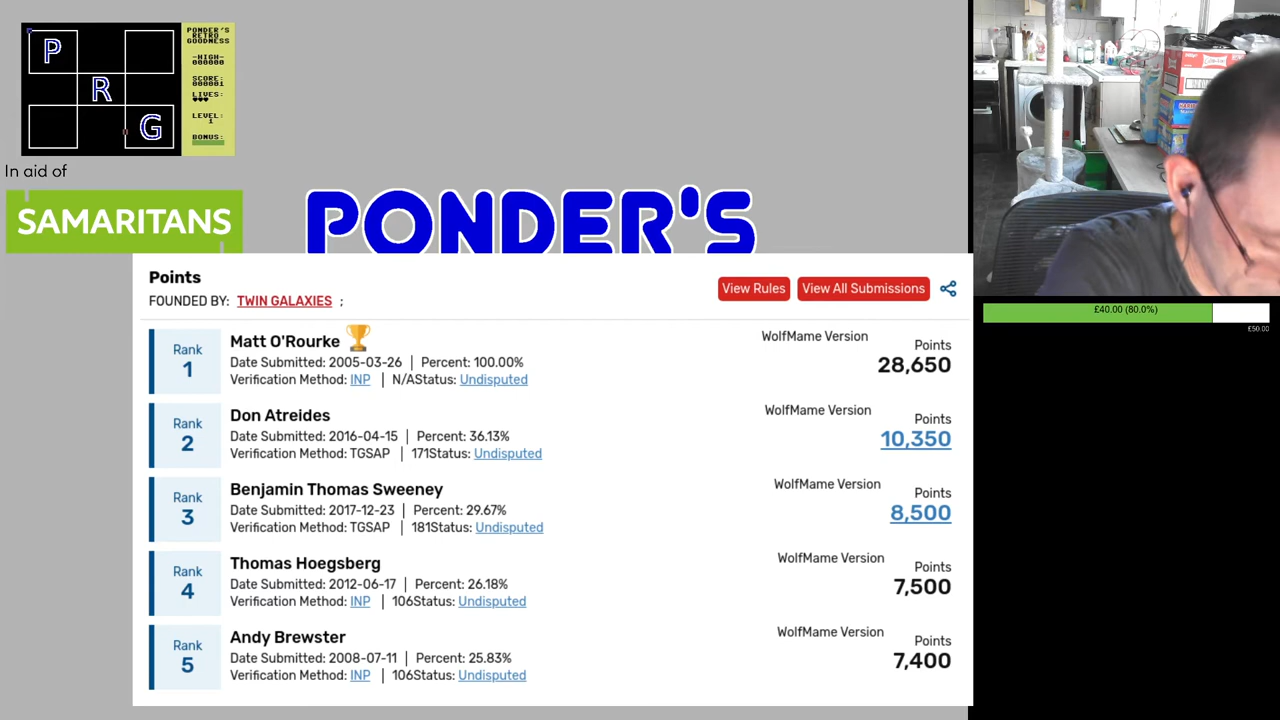 P
R
G
PONDER'S
RETRO
GOODNESS
-HIGH-
000000
SCORE:
000001
LIVES:
♥♥♥
LEVEL:
1
BONUS:
In aid of
SAMARITANS
PONDER'S
Points
FOUNDED BY: TWIN GALAXIES ;
View Rules
View All Submissions
Rank
1
Matt O'Rourke
Date Submitted: 2005-03-26 | Percent: 100.00%
Verification Method: INP | N/AStatus: Undisputed
WolfMame Version
Points
28,650
Rank
2
Don Atreides
Date Submitted: 2016-04-15 | Percent: 36.13%
Verification Method: TGSAP | 171Status: Undisputed
WolfMame Version
Points
10,350
Rank
3
Benjamin Thomas Sweeney
Date Submitted: 2017-12-23 | Percent: 29.67%
Verification Method: TGSAP | 181Status: Undisputed
WolfMame Version
Points
8,500
Rank
4
Thomas Hoegsberg
Date Submitted: 2012-06-17 | Percent: 26.18%
Verification Method: INP | 106Status: Undisputed
WolfMame Version
Points
7,500
Rank
5
Andy Brewster
Date Submitted: 2008-07-11 | Percent: 25.83%
Verification Method: INP | 106Status: Undisputed
WolfMame Version
Points
7,400
£40.00 (80.0%)
£50.00